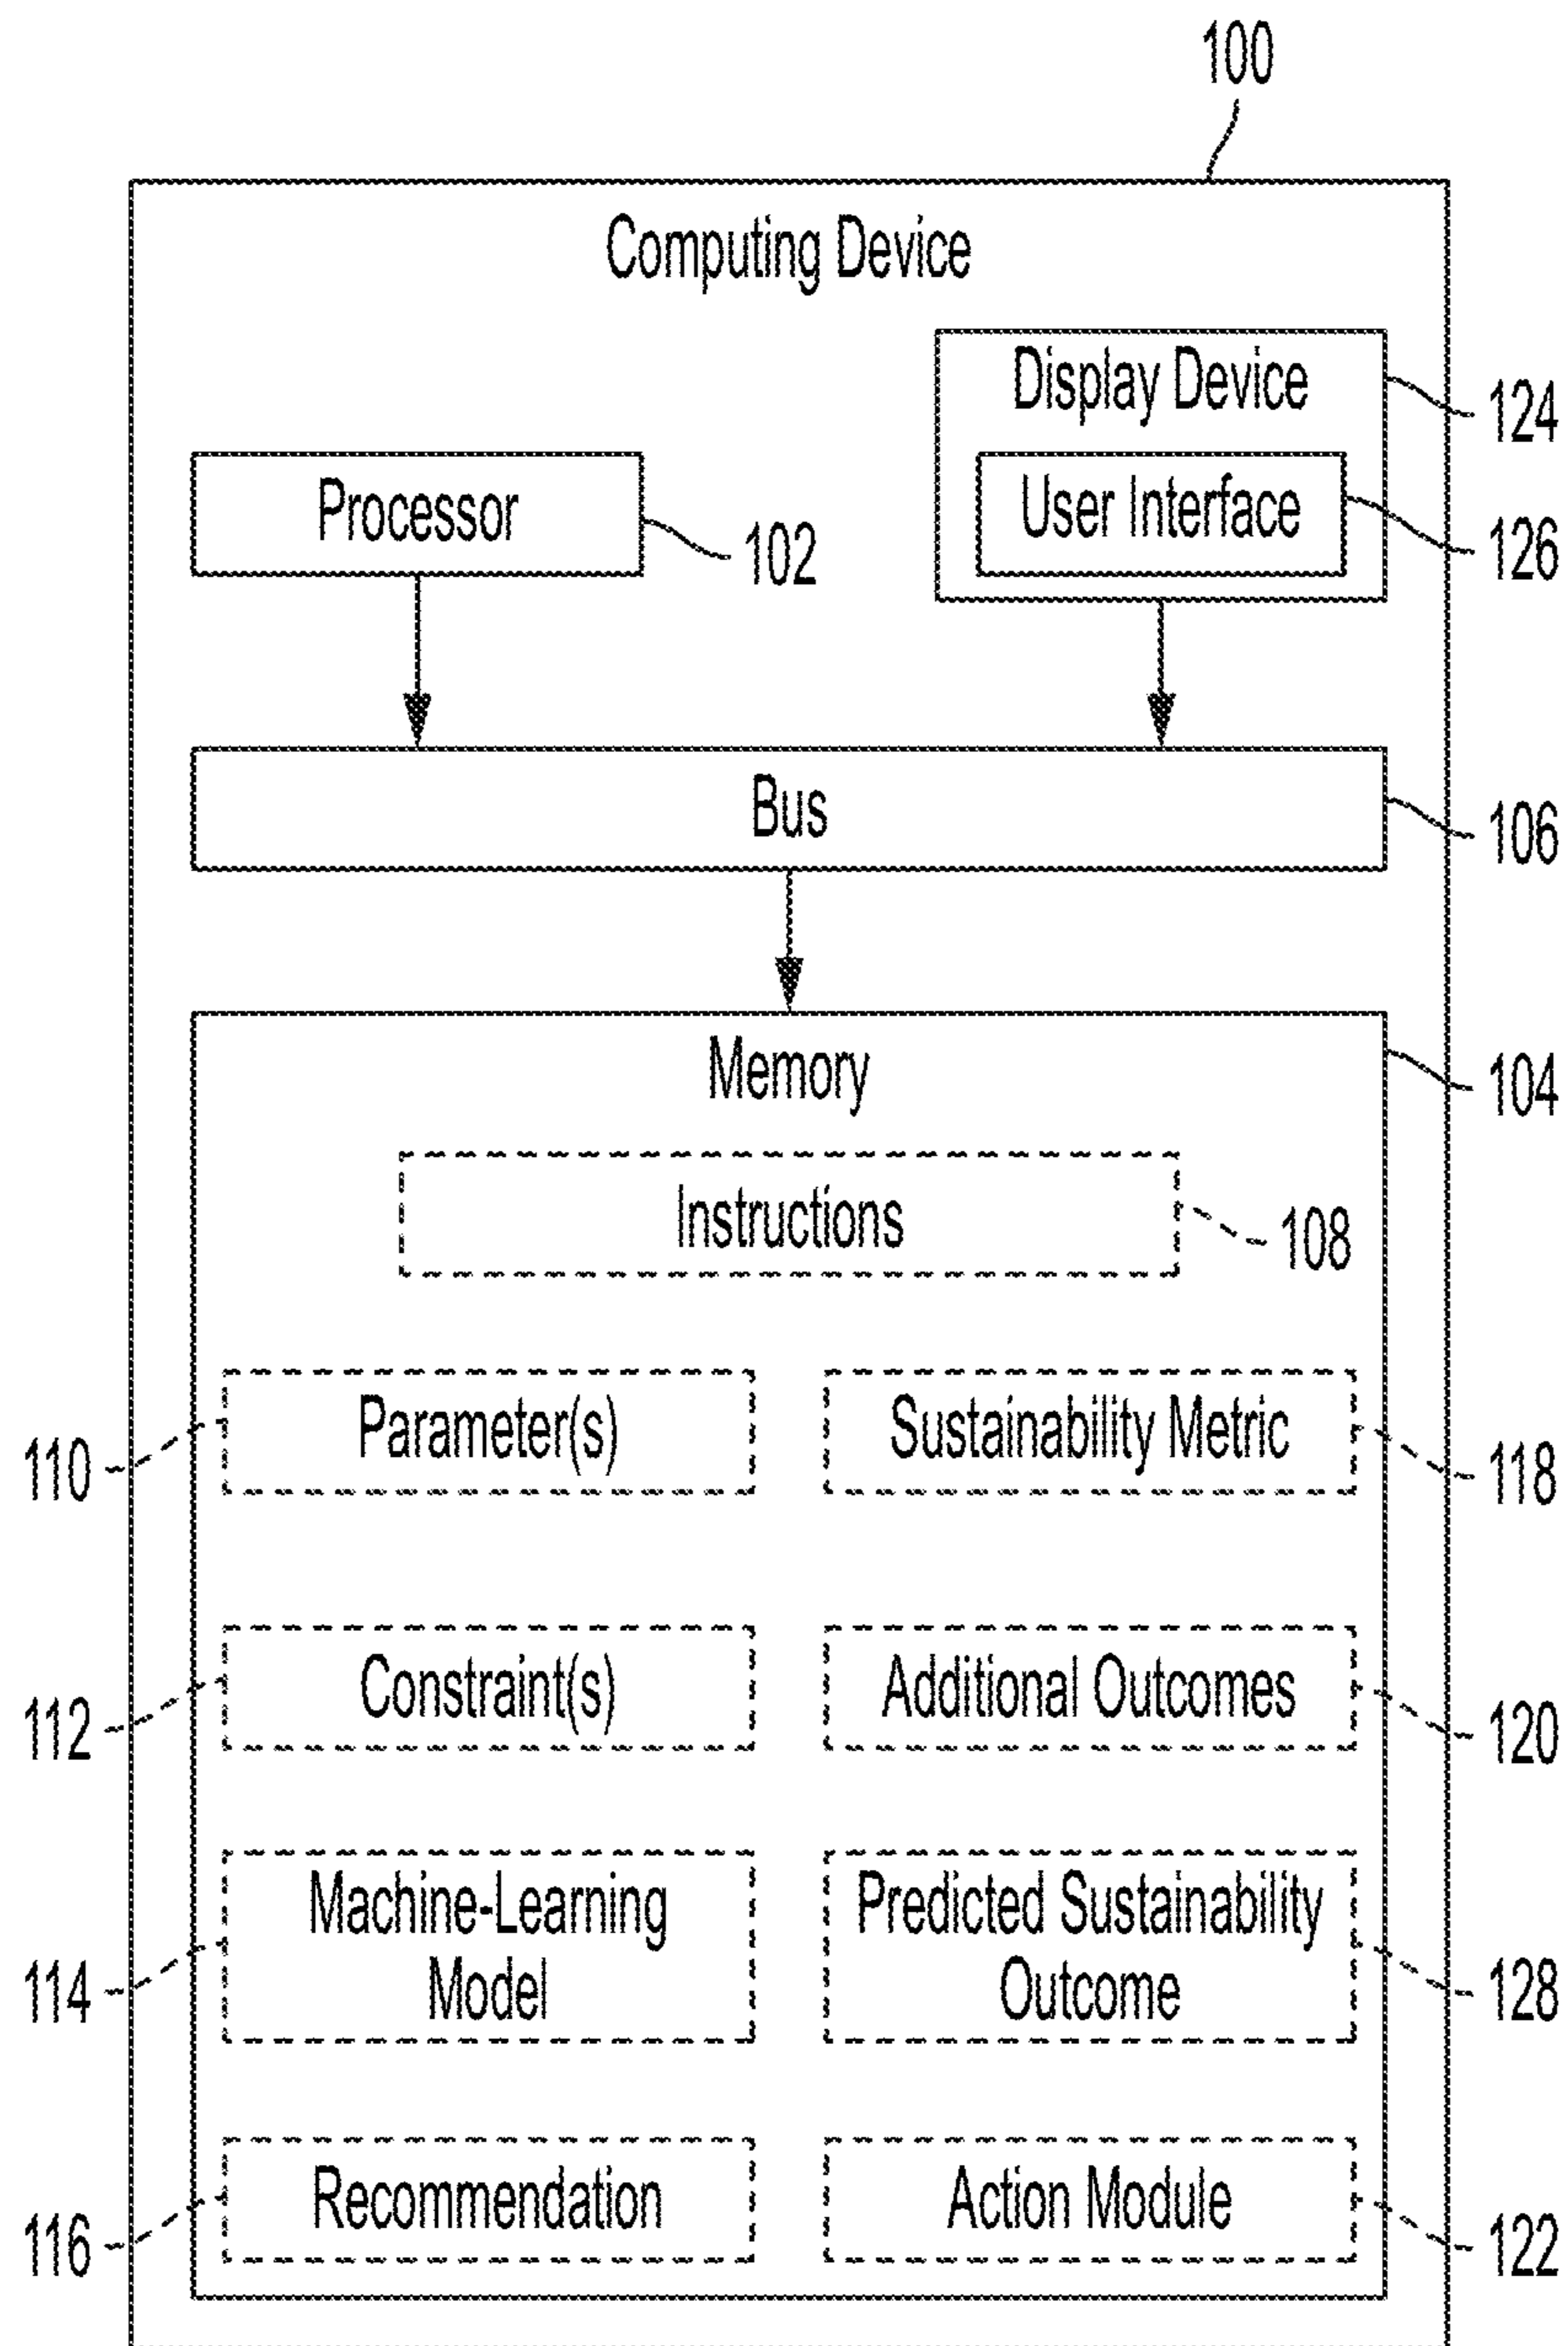 100
Computing Device
Display Device
124
Processor
102
User Interface
126
Bus
106
Memory
104
Instructions
108
110
Parameter(s)
Sustainability Metric
118
112
Constraint(s)
Additional Outcomes
120
114
Machine-Learning
Model
Predicted Sustainability
Outcome
128
116
Recommendation
Action Module
122